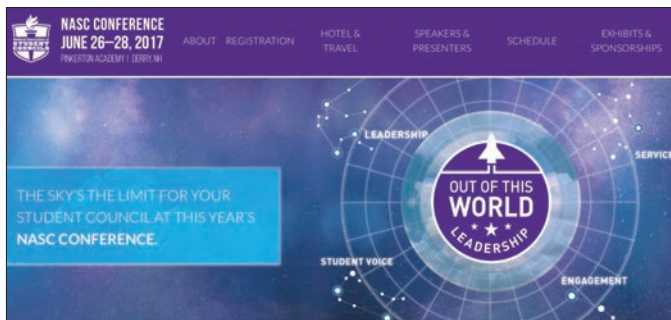 STUDENT
COUNCILS
NASC CONFERENCE
JUNE 26–28, 2017
PINKERTON ACADEMY | DERRY, NH
ABOUT
REGISTRATION
HOTEL &
TRAVEL
SPEAKERS &
PRESENTERS
SCHEDULE
EXHIBITS &
SPONSORSHIPS
THE SKY'S THE LIMIT FOR YOUR
STUDENT COUNCIL AT THIS YEAR'S
NASC CONFERENCE.
LEADERSHIP
SERVICE
OUT OF THIS
WORLD
LEADERSHIP
STUDENT VOICE
ENGAGEMENT